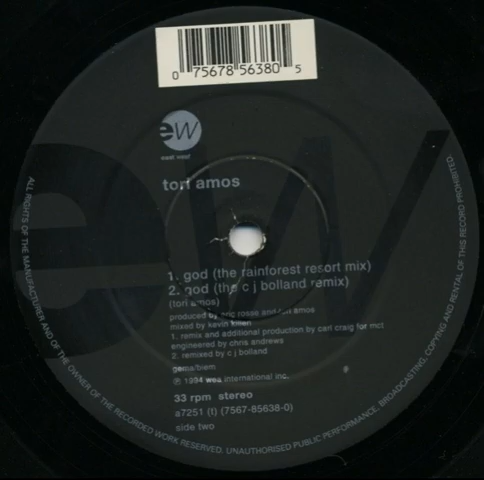 0 75678 56380 5
ew
east west
tori amos
1. god (the rainforest resort mix)
2. god (the c j bolland remix)
(tori amos)
produced by eric rosse and tori amos
mixed by kevin killen
1. remix and additional production by carl craig for mct
engineered by chris andrews
2. remixed by c j bolland
gema/biem
℗ 1994 wea international inc.
33 rpm stereo
a7251 (t) (7567-85638-0)
side two
ALL RIGHTS OF THE MANUFACTURER AND OF THE OWNER OF THE RECORDED WORK RESERVED. UNAUTHORISED PUBLIC PERFORMANCE, BROADCASTING, COPYING AND RENTAL OF THIS RECORD PROHIBITED.
ew